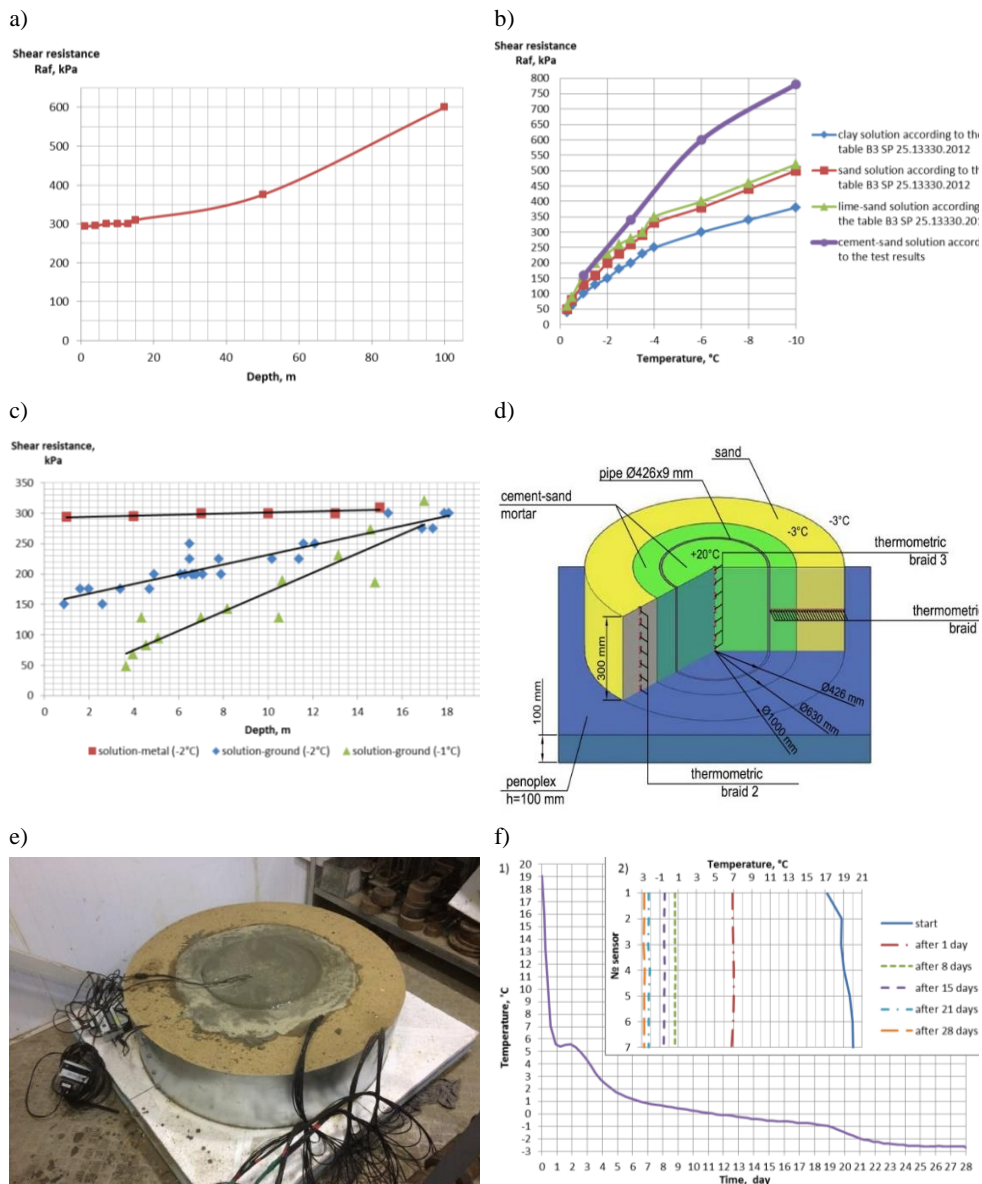 a)
Shear resistance
Raf, kPa
600
500
400
300
200
100
0
0
20
40
60
80
100
Depth, m
b)
Shear resistance
Raf, kPa
800
750
700
650
600
550
500
450
400
350
300
250
200
150
100
50
0
0
-2
-4
-6
-8
-10
Temperature, °C
clay solution according to the
table B3 SP 25.13330.2012
sand solution according to th
table B3 SP 25.13330.2012
lime-sand solution according
the table B3 SP 25.13330.201
cement-sand solution accord
to the test results
c)
Shear resistance,
kPa
350
300
250
200
150
100
50
0
0
2
4
6
8
10
12
14
16
18
Depth, m
solution-metal (-2°C)
solution-ground (-2°C)
solution-ground (-1°C)
d)
sand
pipe Ø426x9 mm
cement-sand
mortar
-3°C
-3°C
+20°C
thermometric
braid 3
thermometric
braid
300 mm
100 mm
Ø426 mm
Ø630 mm
Ø1000 mm
penoplex
h=100 mm
thermometric
braid 2
e)
f)
1)
20
19
18
17
16
15
14
13
12
11
10
9
8
7
6
5
4
3
2
1
0
-1
-2
-3
Temperature, °C
0 1 2 3 4 5 6 7 8 9 10 11 12 13 14 15 16 17 18 19 20 21 22 23 24 25 26 27 28
Time, day
2)
Temperature, °C
3 -1 1 3 5 7 9 11 13 15 17 19 21
№ sensor
1
2
3
4
5
6
7
start
after 1 day
after 8 days
after 15 days
after 21 days
after 28 days